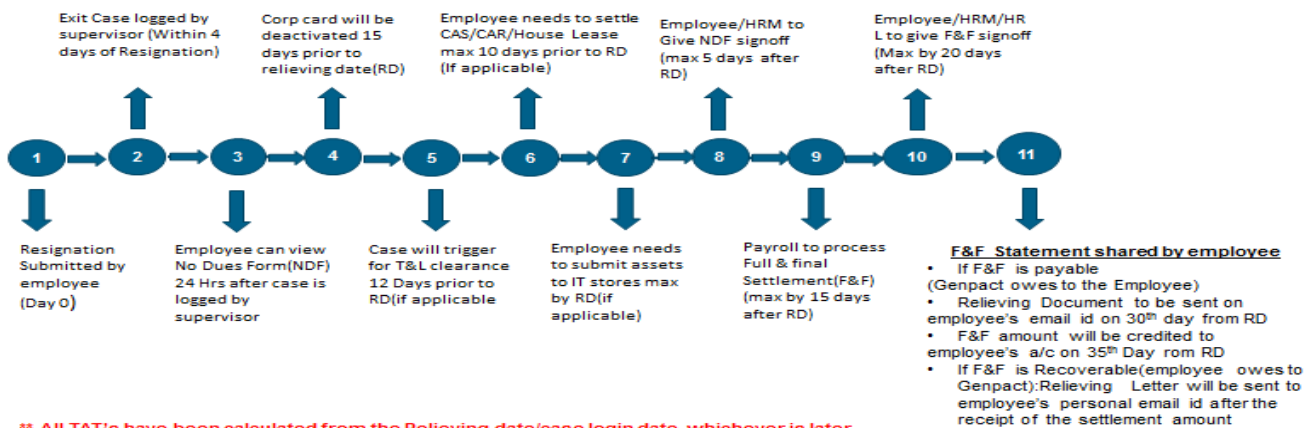 Exit Case logged by
supervisor (Within 4
days of Resignation)
Corp card will be
deactivated 15
days prior to
relieving date(RD)
Employee needs to settle
CAS/CAR/House Lease
max 10 days prior to RD
(If applicable)
Employee/HRM to
Give NDF signoff
(max 5 days after
RD)
Employee/HRM/HR
L to give F&F signoff
(Max by 20 days
after RD)
1
2
3
4
5
6
7
8
9
10
11
Resignation
Submitted by
employee
(Day 0)
Employee can view
No Dues Form(NDF)
24 Hrs after case is
logged by
supervisor
Case will trigger
for T&L clearance
12 Days prior to
RD(if applicable
Employee needs
to submit assets
to IT stores max
by RD(if
applicable)
Payroll to process
Full & final
Settlement(F&F)
(max by 15 days
after RD)
F&F Statement shared by employee
• If F&F is payable
(Genpact owes to the Employee)
• Relieving Document to be sent on
employee's email id on 30th day from RD
• F&F amount will be credited to
employee's a/c on 35th Day rom RD
• If F&F is Recoverable(employee owes to
Genpact):Relieving Letter will be sent to
employee's personal email id after the
receipt of the settlement amount
** All TAT's have been calculated from the Relieving date/case login date, whichever is later